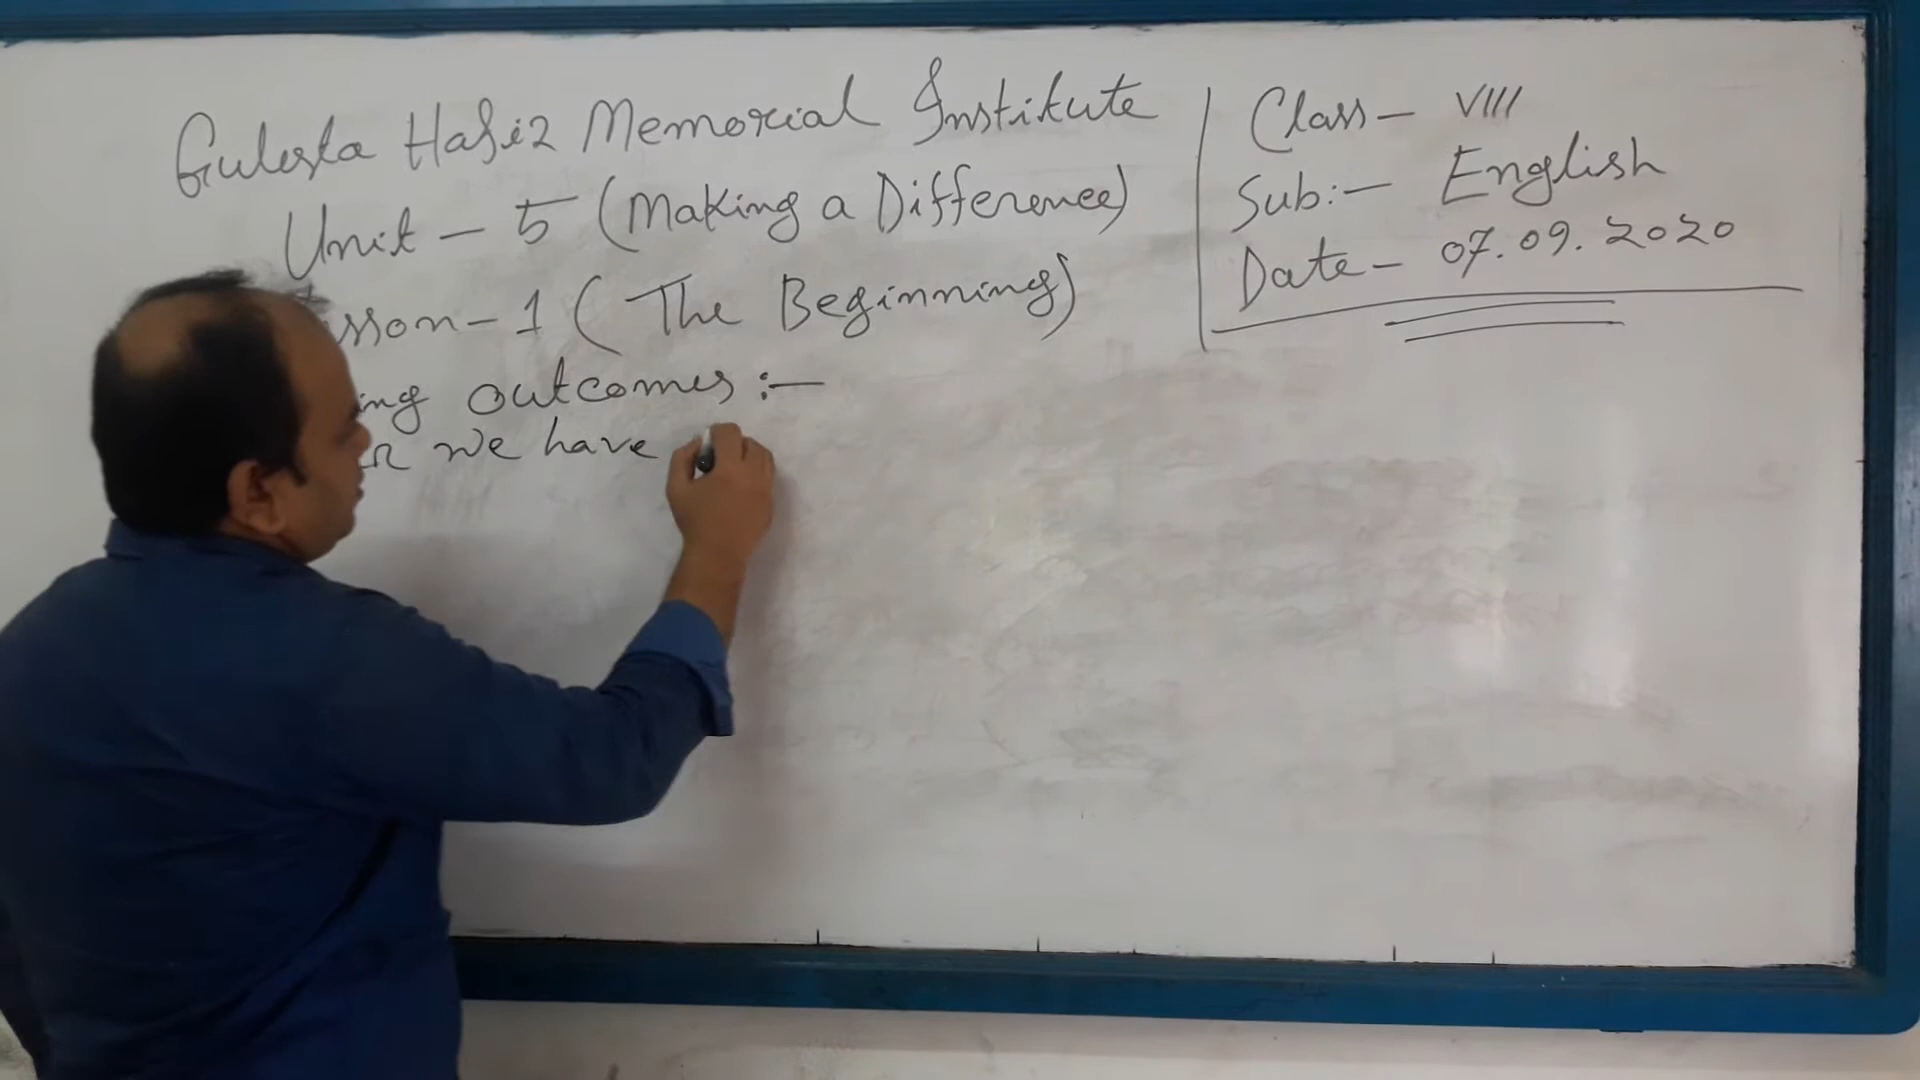 Gulesta Hafiz Memorial Institute
Unit - 5 (Making a Difference)
sson - 1 (The Beginning)
ing outcomes :-
we have
Class - VIII
Sub :- English
Date - 07.09.2020